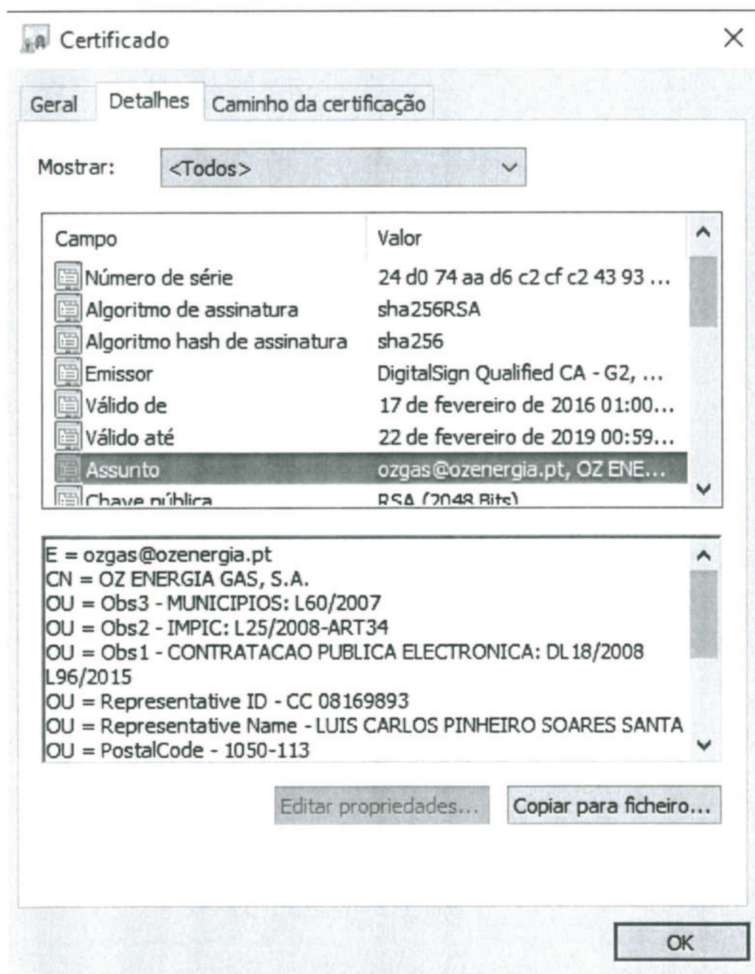 Certificado
Geral Detalhes Caminho da certificação
Mostrar: <Todos>
Campo Valor
Número de série 24 d0 74 aa d6 c2 cf c2 43 93 ...
Algoritmo de assinatura sha256RSA
Algoritmo hash de assinatura sha256
Emissor DigitalSign Qualified CA - G2, ...
Válido de 17 de fevereiro de 2016 01:00...
Válido até 22 de fevereiro de 2019 00:59...
Assunto ozgas@ozenergia.pt, OZ ENE...
Chave pública RSA (2048 Bits)
E = ozgas@ozenergia.pt
CN = OZ ENERGIA GAS, S.A.
OU = Obs3 - MUNICIPIOS: L60/2007
OU = Obs2 - IMPIC: L25/2008-ART34
OU = Obs1 - CONTRATACAO PUBLICA ELECTRONICA: DL18/2008
L96/2015
OU = Representative ID - CC 08169893
OU = Representative Name - LUIS CARLOS PINHEIRO SOARES SANTA
OU = PostalCode - 1050-113
Editar propriedades... Copiar para ficheiro...
OK